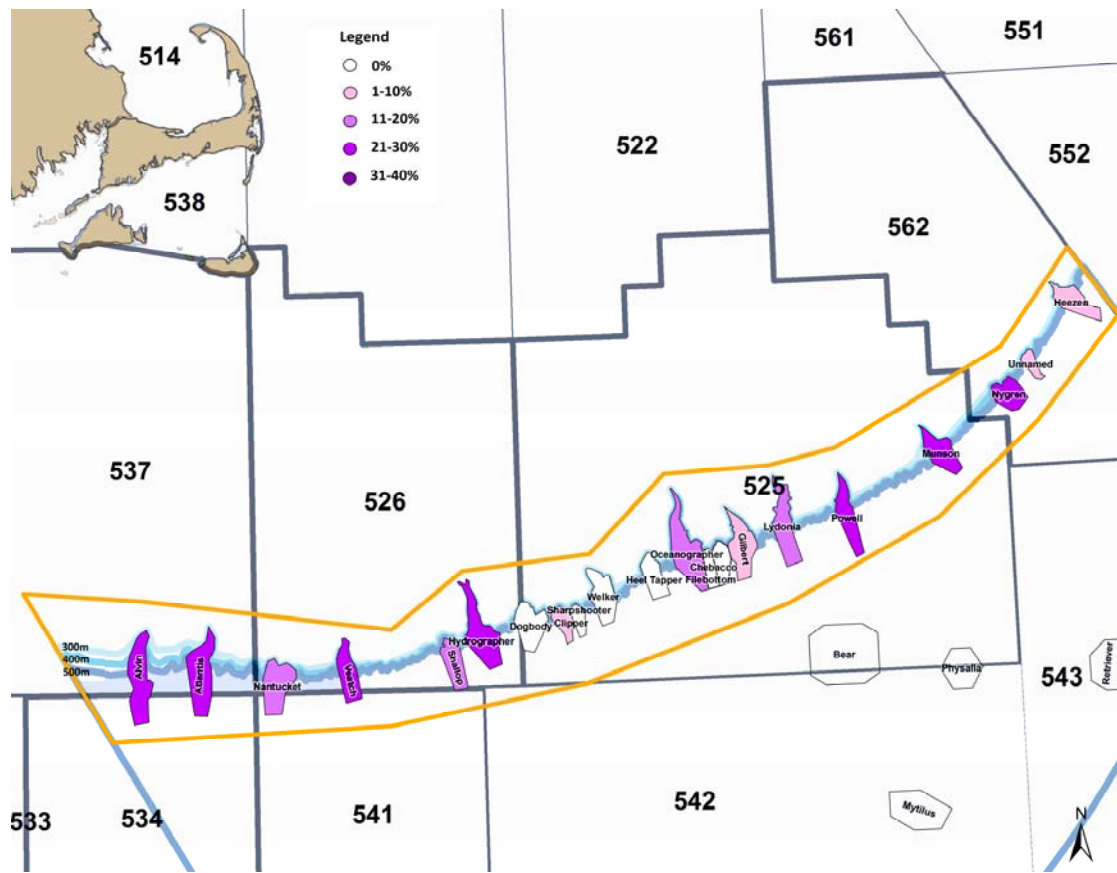 Legend
0%
1-10%
11-20%
21-30%
31-40%
514
538
522
561
551
552
562
537
526
525
Heezen
Unnamed
Nygren
Munson
Powell
Lydonia
Gilbert
Oceanographer
Chebacco
Filebottom
Heel Tapper
Welker
Sharpshooter
Clipper
Dogbody
Hydrographer
Shallop
Veatch
Nantucket
Atlantis
Alvin
300m
400m
500m
Bear
Physalia
Retriever
543
Mytilus
533
534
541
542
N